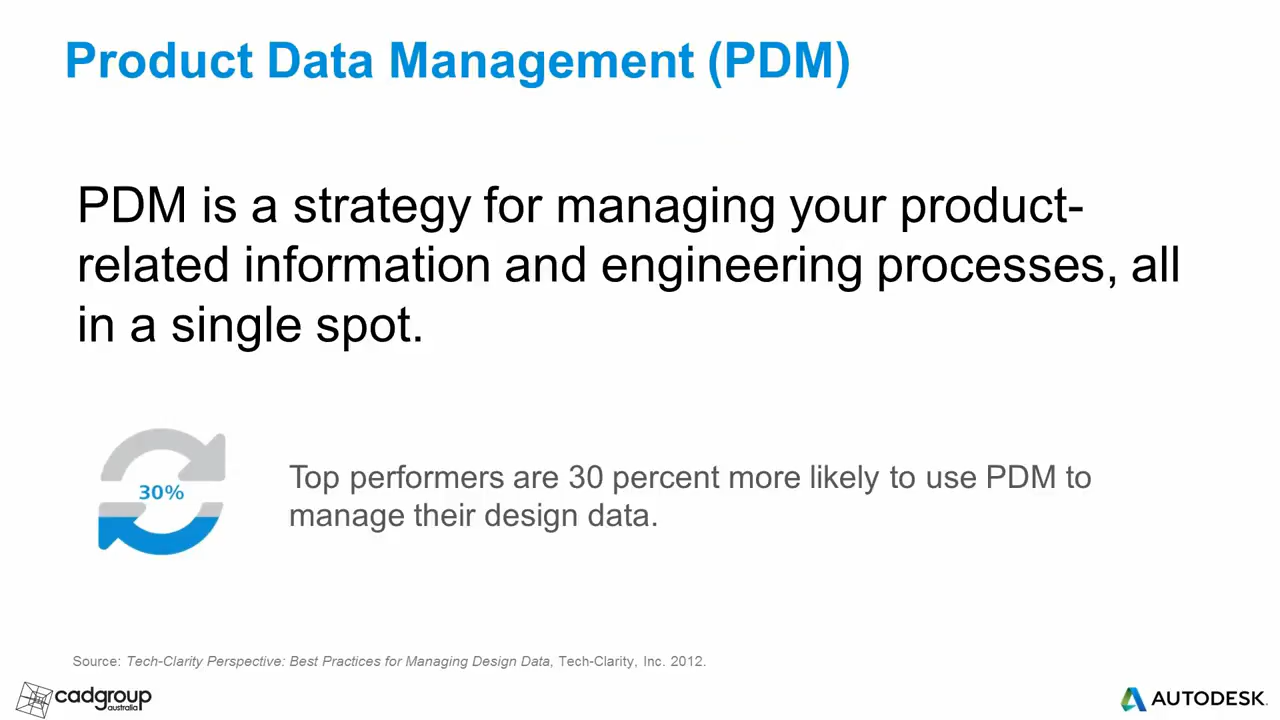 Product Data Management (PDM)
PDM is a strategy for managing your product-
related information and engineering processes, all
in a single spot.
30%
Top performers are 30 percent more likely to use PDM to
manage their design data.
Source: Tech-Clarity Perspective: Best Practices for Managing Design Data, Tech-Clarity, Inc. 2012.
cadgroup
australia
AUTODESK.